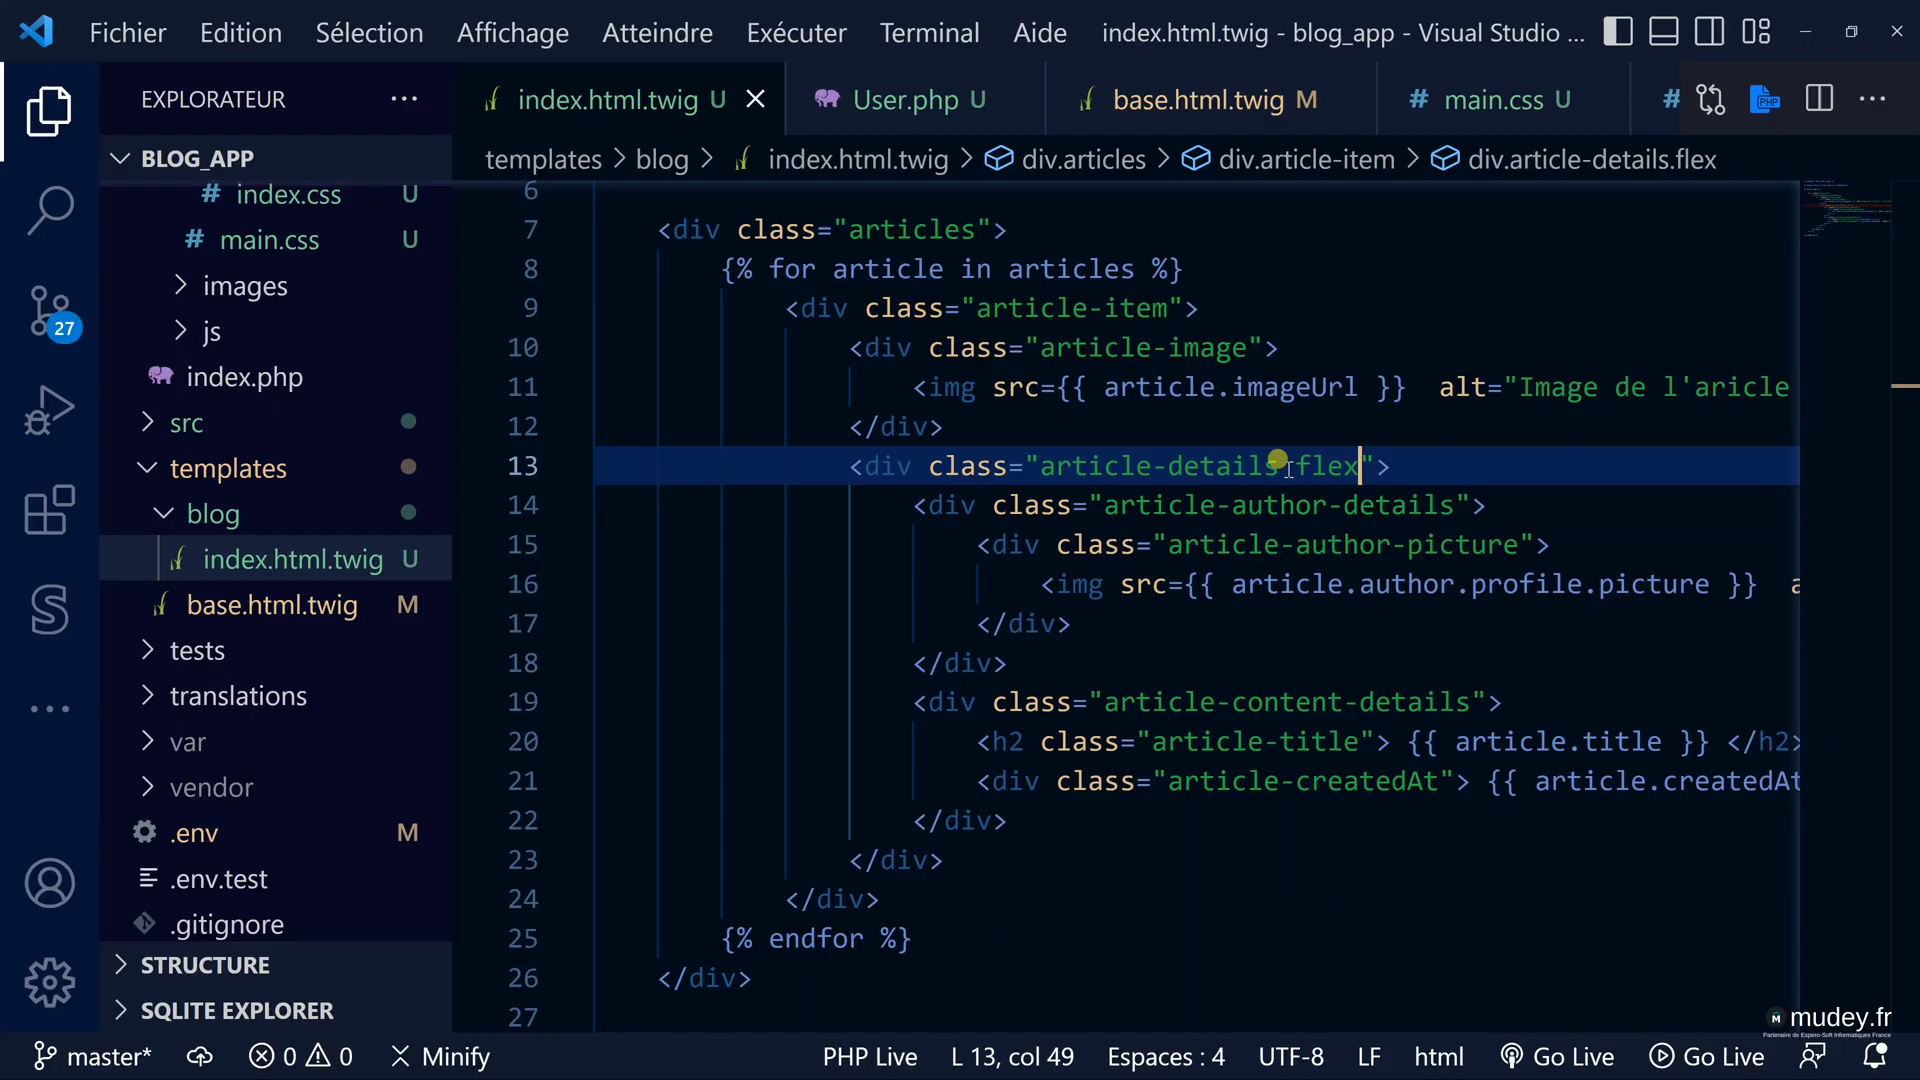 Fichier Edition Sélection Affichage Atteindre Exécuter Terminal Aide index.html.twig - blog_app - Visual Studio ...
EXPLORATEUR ...
index.html.twig U
User.php U
base.html.twig M
# main.css U
#
PHP
...
BLOG_APP
templates > blog > index.html.twig > div.articles > div.article-item > div.article-details.flex
# index.css U
# main.css U
images
js
index.php
src
templates
blog
index.html.twig U
base.html.twig M
tests
translations
var
vendor
.env M
.env.test
.gitignore
STRUCTURE
SQLITE EXPLORER
27
6
7 <div class="articles">
8 {% for article in articles %}
9 <div class="article-item">
10 <div class="article-image">
11 <img src={{ article.imageUrl }}  alt="Image de l'aricle
12 </div>
13 <div class="article-details flex">
14 <div class="article-author-details">
15 <div class="article-author-picture">
16 <img src={{ article.author.profile.picture }}  a
17 </div>
18 </div>
19 <div class="article-content-details">
20 <h2 class="article-title"> {{ article.title }} </h2>
21 <div class="article-createdAt"> {{ article.createdAt
22 </div>
23 </div>
24 </div>
25 {% endfor %}
26 </div>
27
M mudey.fr
Partenaire de Espero-Soft Informatiques France
master* 0 0 Minify PHP Live L 13, col 49 Espaces : 4 UTF-8 LF html Go Live Go Live